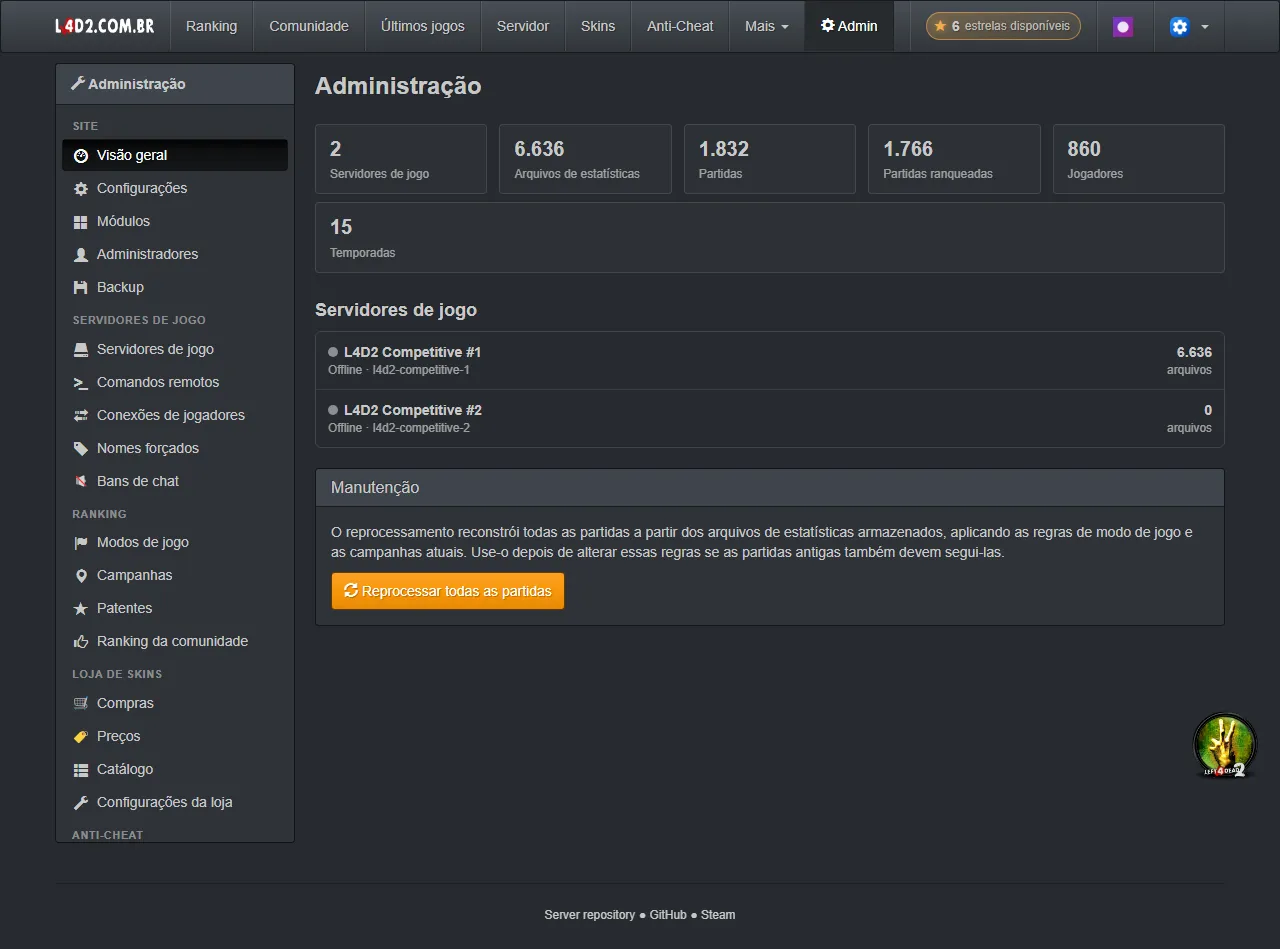 L4D2.COM.BR Ranking Comunidade Últimos jogos Servidor Skins Anti-Cheat Mais Admin 6 estrelas disponíveis
Administração
SITE
Visão geral
Configurações
Módulos
Administradores
Backup
SERVIDORES DE JOGO
Servidores de jogo
Comandos remotos
Conexões de jogadores
Nomes forçados
Bans de chat
RANKING
Modos de jogo
Campanhas
Patentes
Ranking da comunidade
LOJA DE SKINS
Compras
Preços
Catálogo
Configurações da loja
ANTI-CHEAT
Administração
2
Servidores de jogo
6.636
Arquivos de estatísticas
1.832
Partidas
1.766
Partidas ranqueadas
860
Jogadores
15
Temporadas
Servidores de jogo
L4D2 Competitive #1
Offline · l4d2-competitive-1
6.636
arquivos
L4D2 Competitive #2
Offline · l4d2-competitive-2
0
arquivos
Manutenção
O reprocessamento reconstrói todas as partidas a partir dos arquivos de estatísticas armazenados, aplicando as regras de modo de jogo e
as campanhas atuais. Use-o depois de alterar essas regras se as partidas antigas também devem segui-las.
Reprocessar todas as partidas
LEFT 4 DEAD 2
Server repository ● GitHub ● Steam